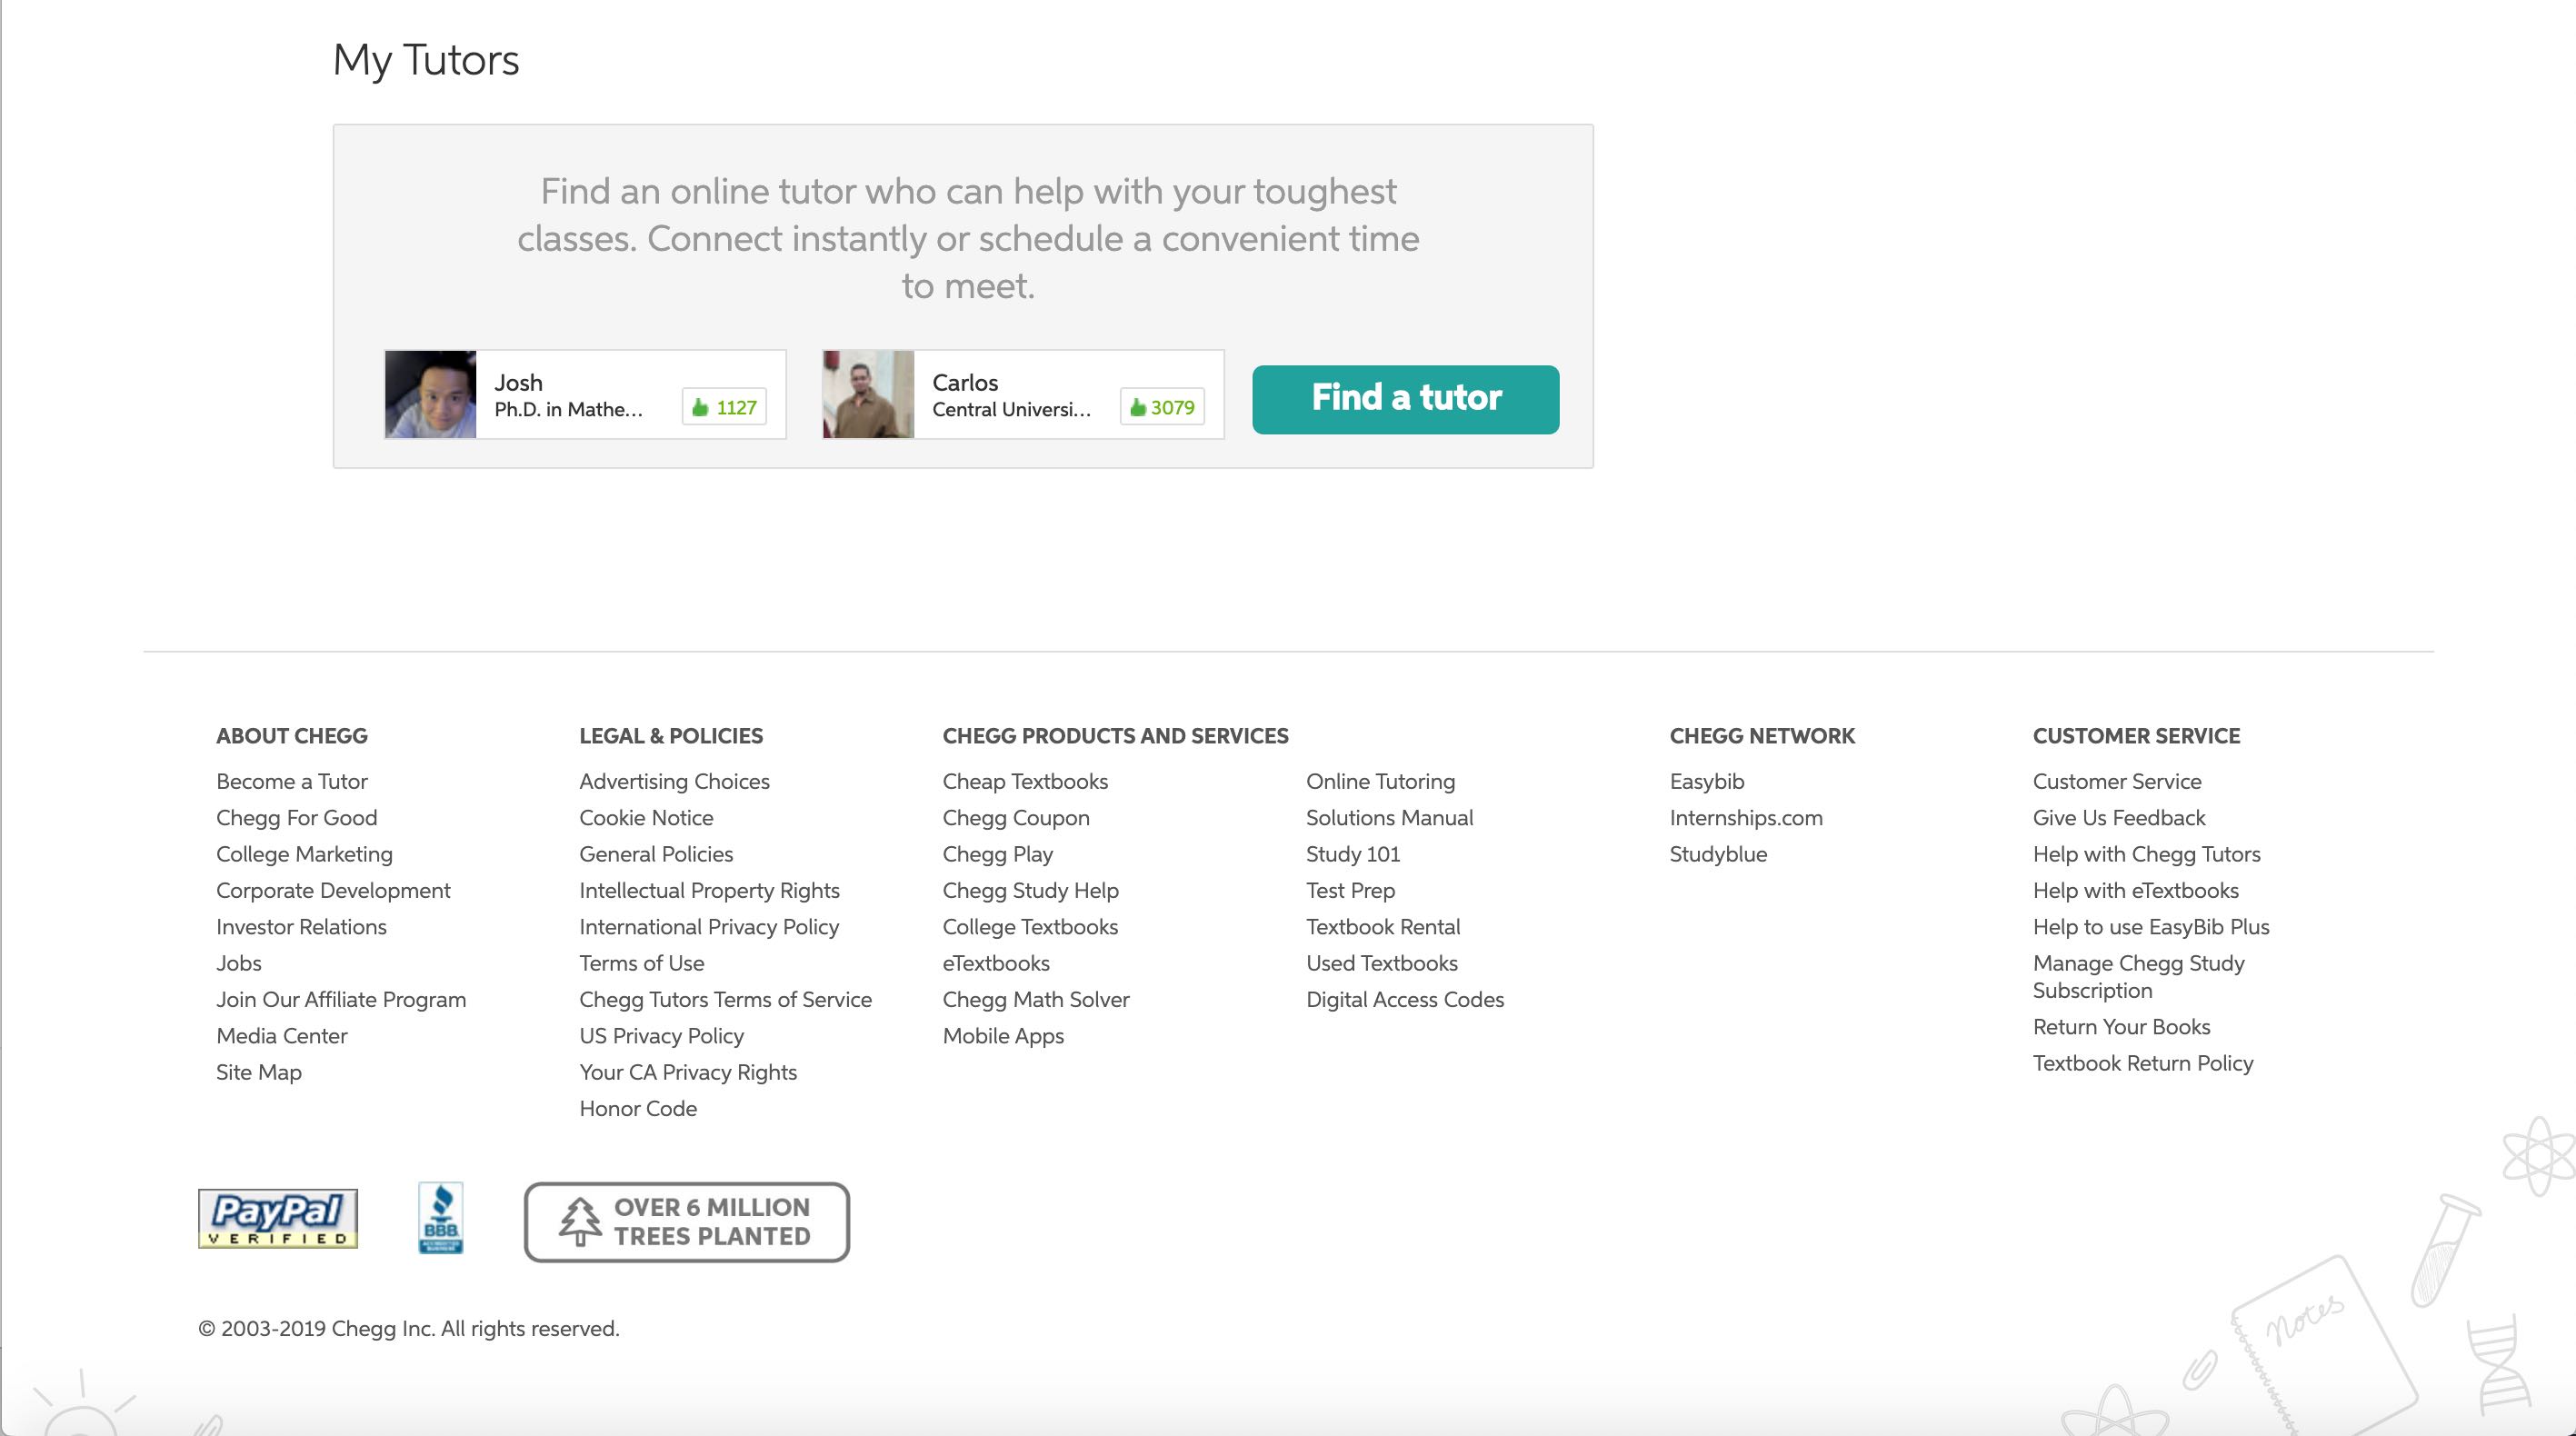 My Tutors
Find an online tutor who can help with your toughest
classes. Connect instantly or schedule a convenient time
to meet.
Josh
Ph.D. in Mathe...
1127
Carlos
Central Universi...
3079
Find a tutor
ABOUT CHEGG
Become a Tutor
Chegg For Good
College Marketing
Corporate Development
Investor Relations
Jobs
Join Our Affiliate Program
Media Center
Site Map
LEGAL & POLICIES
Advertising Choices
Cookie Notice
General Policies
Intellectual Property Rights
International Privacy Policy
Terms of Use
Chegg Tutors Terms of Service
US Privacy Policy
Your CA Privacy Rights
Honor Code
CHEGG PRODUCTS AND SERVICES
Cheap Textbooks
Chegg Coupon
Chegg Play
Chegg Study Help
College Textbooks
eTextbooks
Chegg Math Solver
Mobile Apps
Online Tutoring
Solutions Manual
Study 101
Test Prep
Textbook Rental
Used Textbooks
Digital Access Codes
CHEGG NETWORK
Easybib
Internships.com
Studyblue
CUSTOMER SERVICE
Customer Service
Give Us Feedback
Help with Chegg Tutors
Help with eTextbooks
Help to use EasyBib Plus
Manage Chegg Study
Subscription
Return Your Books
Textbook Return Policy
PayPal
VERIFIED
BBB
OVER 6 MILLION
TREES PLANTED
© 2003-2019 Chegg Inc. All rights reserved.
Notes